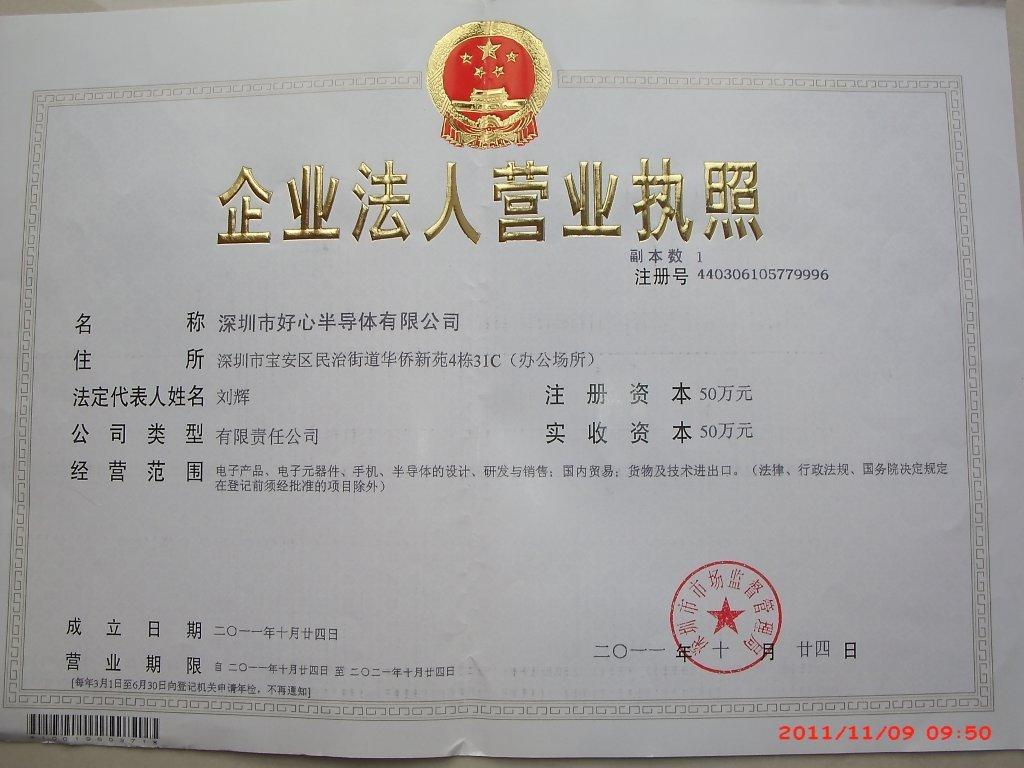 企业法人营业执照
副本数 1
注册号 440306105779996
名称 深圳市好心半导体有限公司
住所 深圳市宝安区民治街道华侨新苑4栋31C（办公场所）
法定代表人姓名 刘辉
注册资本 50万元
公司类型 有限责任公司
实收资本 50万元
经营范围 电子产品、电子元器件、手机、半导体的设计、研发与销售；国内贸易；货物及技术进出口。（法律、行政法规、国务院决定规定
在登记前须经批准的项目除外）
深圳市市场监督管理局
成立日期 二〇一一年十月廿四日
二〇一一 年 十 月 廿四 日
营业期限 自 二〇一一年十月廿四日 至 二〇二一年十月廿四日
[每年3月1日至6月30日向登记机关申请年检，不再通知]
2011/11/09 09:50